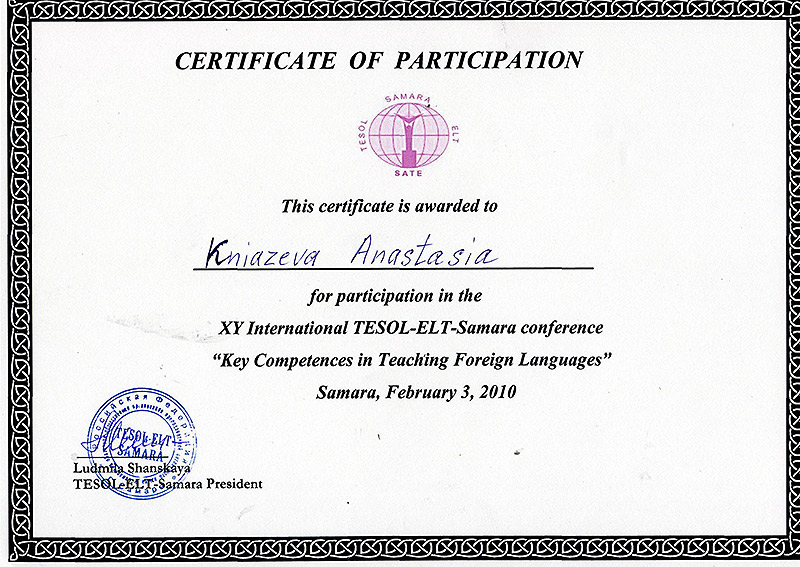 CERTIFICATE OF PARTICIPATION
SAMARA
TESOL
ELT
SATE
This certificate is awarded to
Kniazeva Anastasia
for participation in the
XY International TESOL-ELT-Samara conference
“Key Competences in Teaching Foreign Languages”
Samara, February 3, 2010
Российская Федерация
TESOL-ELT
SAMARA
Ludmila Shanskaya
TESOL-ELT-Samara President